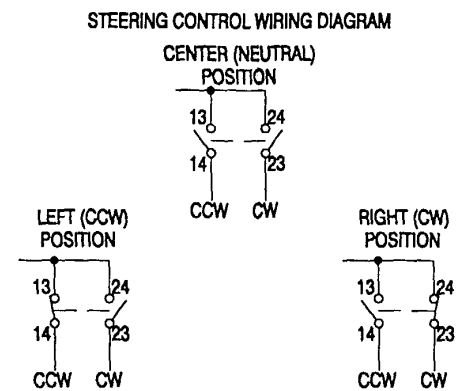 STEERING CONTROL WIRING DIAGRAM
CENTER (NEUTRAL)
POSITION
13 24
14 23
CCW CW
LEFT (CCW)
POSITION
13 24
14 23
CCW CW
RIGHT (CW)
POSITION
13 24
14 23
CCW CW